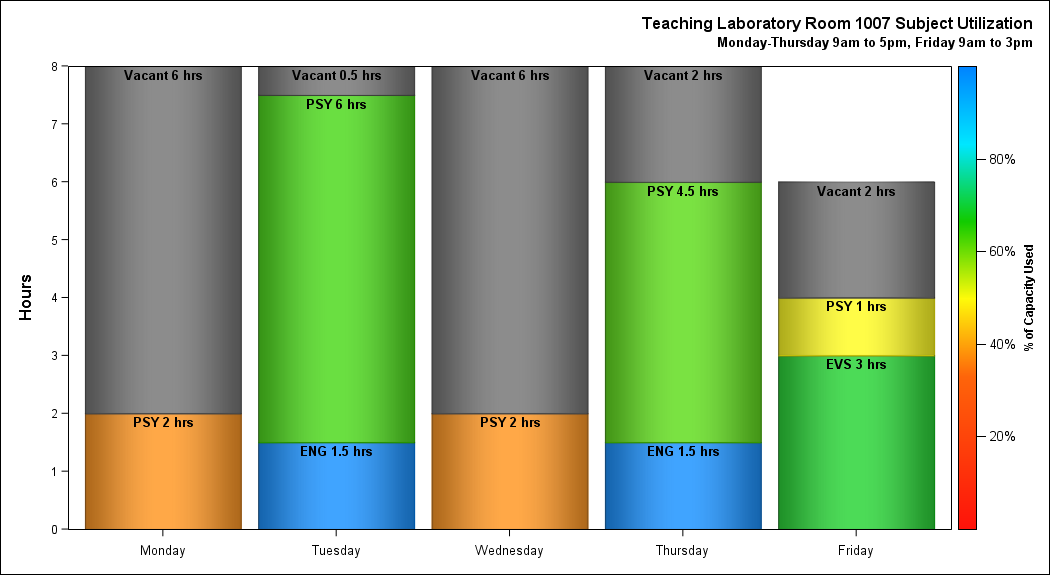 Teaching Laboratory Room 1007 Subject Utilization
Monday-Thursday 9am to 5pm, Friday 9am to 3pm
Hours
8
7
6
5
4
3
2
1
0
Vacant 6 hrs
PSY 2 hrs
Vacant 0.5 hrs
PSY 6 hrs
ENG 1.5 hrs
Vacant 6 hrs
PSY 2 hrs
Vacant 2 hrs
PSY 4.5 hrs
ENG 1.5 hrs
Vacant 2 hrs
PSY 1 hrs
EVS 3 hrs
Monday
Tuesday
Wednesday
Thursday
Friday
80%
60%
40%
20%
% of Capacity Used